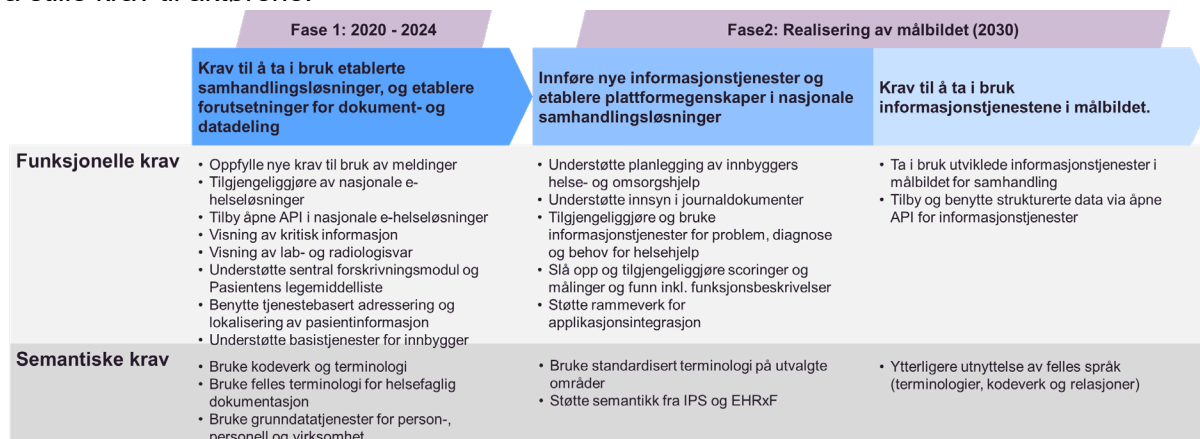 Fase 1: 2020 - 2024
Fase2: Realisering av målbildet (2030)
Krav til å ta i bruk etablerte
samhandlingsløsninger, og etablere
forutsetninger for dokument- og
datadeling
Innføre nye informasjonstjenester og
etablere plattformegenskaper i nasjonale
samhandlingsløsninger
Krav til å ta i bruk
informasjonstjenestene i målbildet.
Funksjonelle krav
• Oppfylle nye krav til bruk av meldinger
• Tilgjengeliggjøre av nasjonale e-
helseløsninger
• Tilby åpne API i nasjonale e-helseløsninger
• Visning av kritisk informasjon
• Visning av lab- og radiologisvar
• Understøtte sentral forskrivningsmodul og
Pasientens legemiddelliste
• Benytte tjenestebasert adressering og
lokalisering av pasientinformasjon
• Understøtte basistjenester for innbygger
• Understøtte planlegging av innbyggers
helse- og omsorgshjelp
• Understøtte innsyn i journaldokumenter
• Tilgjengeliggjøre og bruke
informasjonstjenester for problem, diagnose
og behov for helsehjelp
• Slå opp og tilgjengeliggjøre scoringer og
målinger og funn inkl. funksjonsbeskrivelser
• Støtte rammeverk for
applikasjonsintegrasjon
• Ta i bruk utviklede informasjonstjenester i
målbildet for samhandling
• Tilby og benytte strukturerte data via åpne
API for informasjonstjenester
Semantiske krav
• Bruke kodeverk og terminologi
• Bruke felles terminologi for helsefaglig
dokumentasjon
• Bruke grunndatatjenester for person-,
personell og virksomhet
• Bruke standardisert terminologi på utvalgte
områder
• Støtte semantikk fra IPS og EHRxF
• Ytterligere utnyttelse av felles språk
(terminologier, kodeverk og relasjoner)